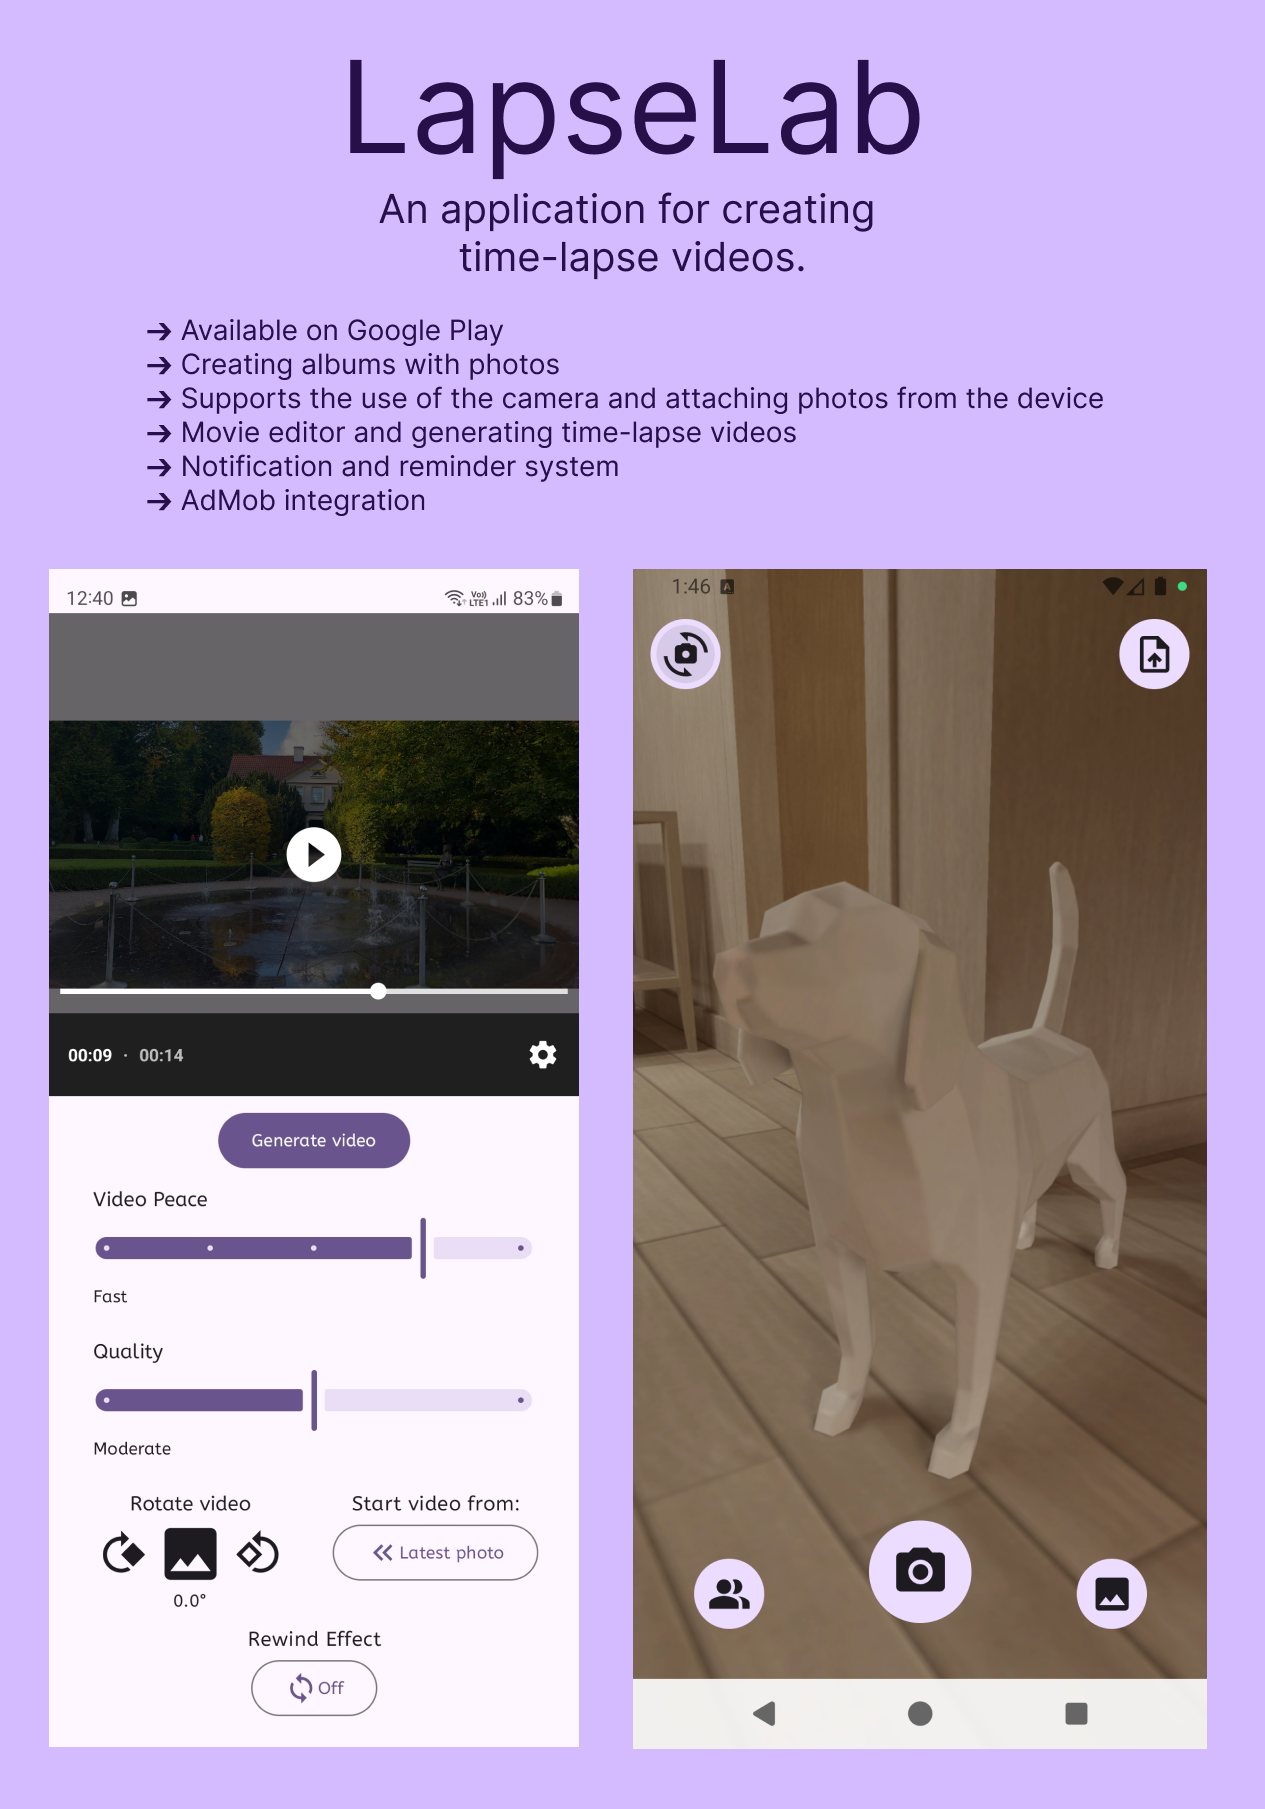 LapseLab
An application for creating
time-lapse videos.
➔ Available on Google Play
➔ Creating albums with photos
➔ Supports the use of the camera and attaching photos from the device
➔ Movie editor and generating time-lapse videos
➔ Notification and reminder system
➔ AdMob integration
12:40
Vo)) LTE1 83%
00:09 · 00:14
Generate video
Video Peace
Fast
Quality
Moderate
Rotate video
0.0°
Start video from:
Latest photo
Rewind Effect
Off
1:46